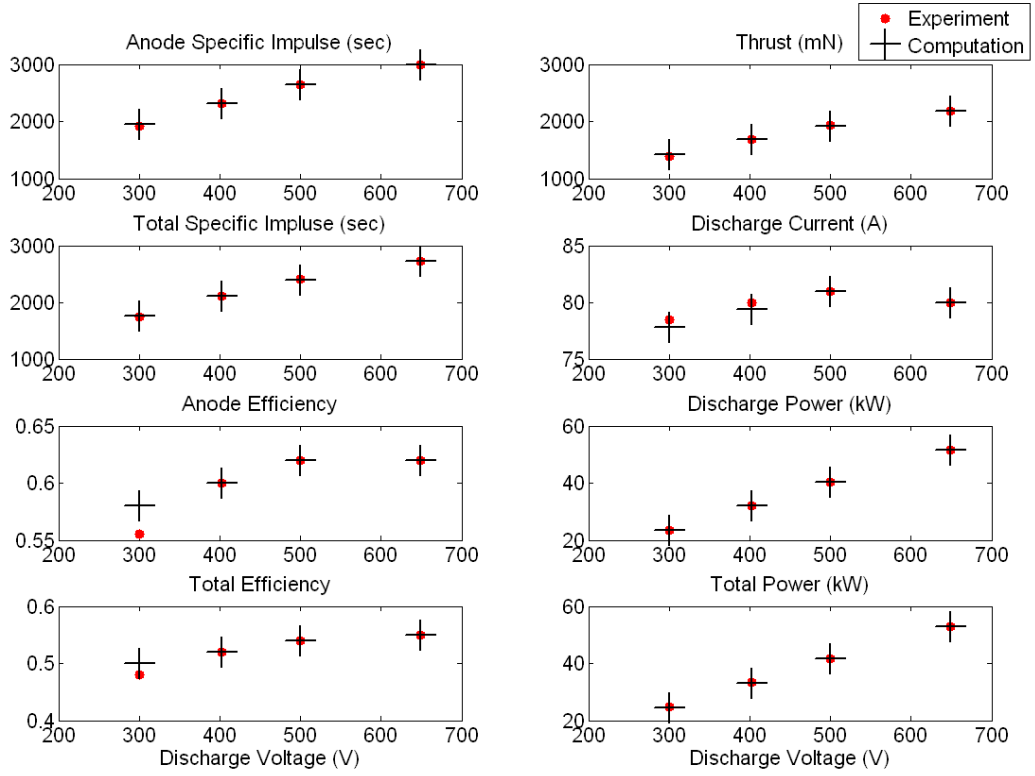 Experiment
Computation
Anode Specific Impulse (sec)
3000
2000
1000
200 300 400 500 600 700
Thrust (mN)
3000
2000
1000
200 300 400 500 600 700
Total Specific Impluse (sec)
3000
2000
1000
200 300 400 500 600 700
Discharge Current (A)
85
80
75
200 300 400 500 600 700
Anode Efficiency
0.65
0.6
0.55
200 300 400 500 600 700
Discharge Power (kW)
60
40
20
200 300 400 500 600 700
Total Efficiency
0.6
0.5
0.4
200 300 400 500 600 700
Discharge Voltage (V)
Total Power (kW)
60
40
20
200 300 400 500 600 700
Discharge Voltage (V)